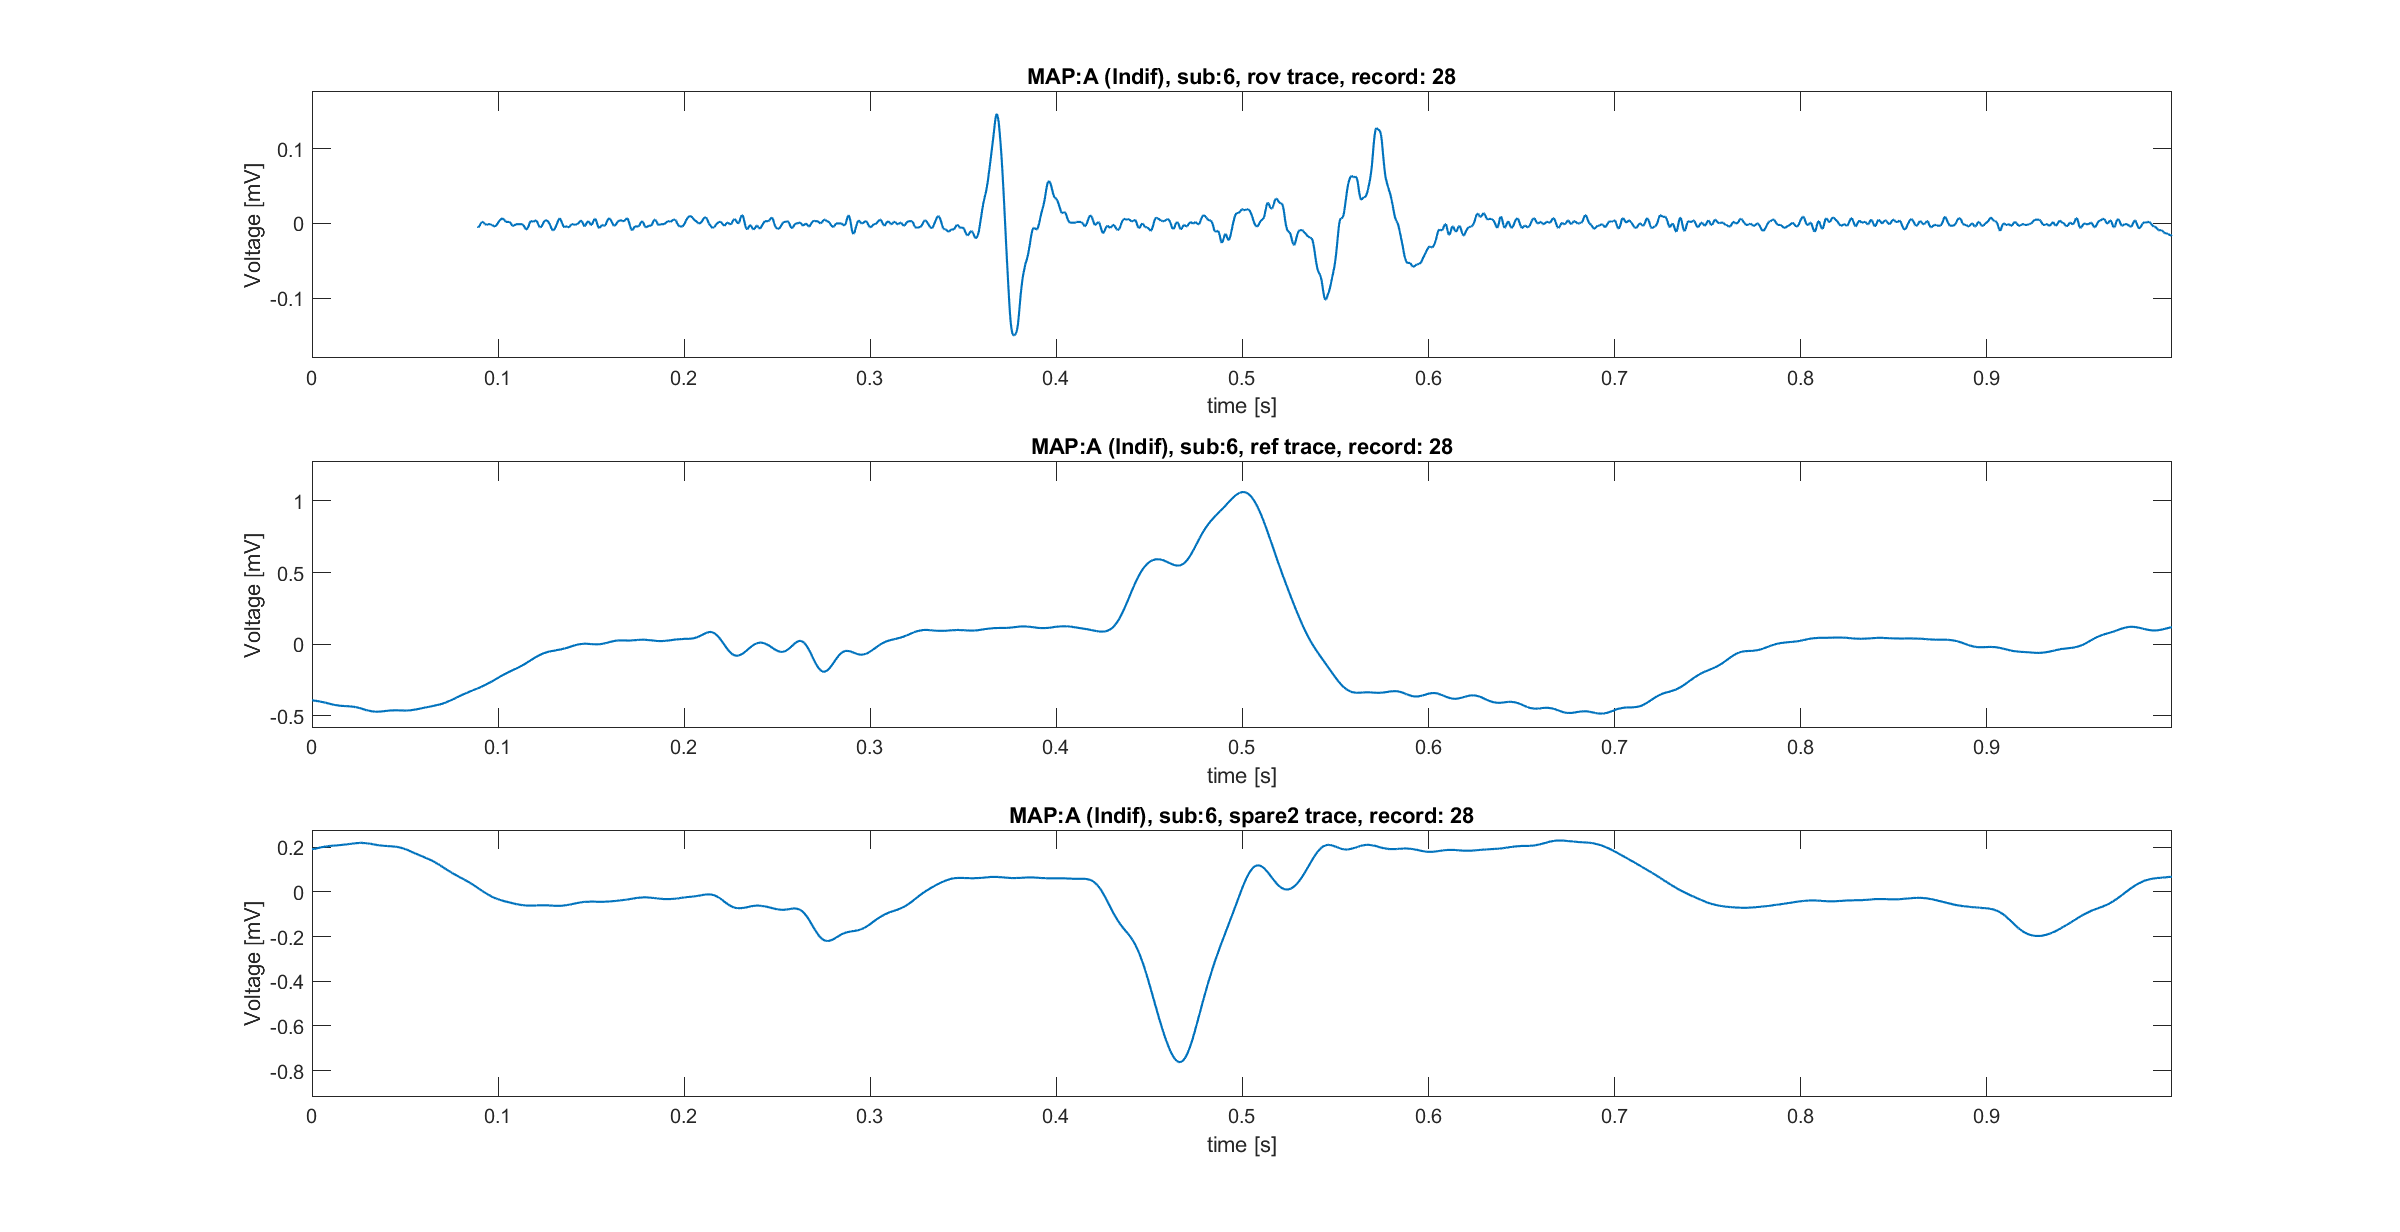 MAP:A (Indif), sub:6, rov trace, record: 28
Voltage [mV]
0.1
0
-0.1
0 0.1 0.2 0.3 0.4 0.5 0.6 0.7 0.8 0.9
time [s]
MAP:A (Indif), sub:6, ref trace, record: 28
Voltage [mV]
1
0.5
0
-0.5
0 0.1 0.2 0.3 0.4 0.5 0.6 0.7 0.8 0.9
time [s]
MAP:A (Indif), sub:6, spare2 trace, record: 28
Voltage [mV]
0.2
0
-0.2
-0.4
-0.6
-0.8
0 0.1 0.2 0.3 0.4 0.5 0.6 0.7 0.8 0.9
time [s]